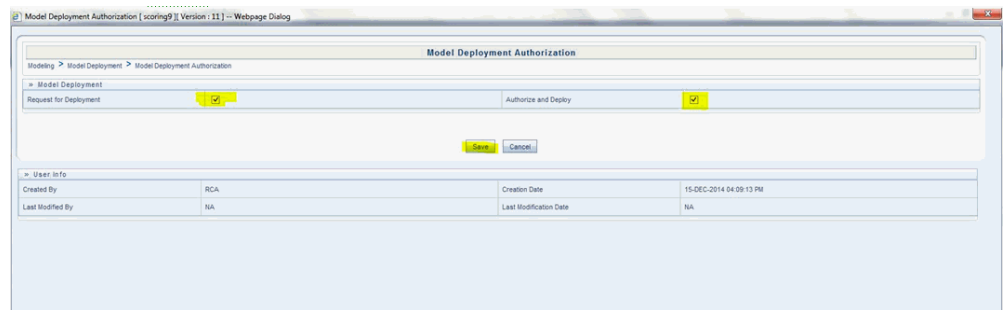 Model Deployment Authorization [ scoring9 ][ Version : 11 ] -- Webpage Dialog
Model Deployment Authorization
Modeling > Model Deployment > Model Deployment Authorization
» Model Deployment
Request for Deployment Authorize and Deploy
Save Cancel
» User Info
Created By RCA Creation Date 15-DEC-2014 04:09:13 PM
Last Modified By NA Last Modification Date NA